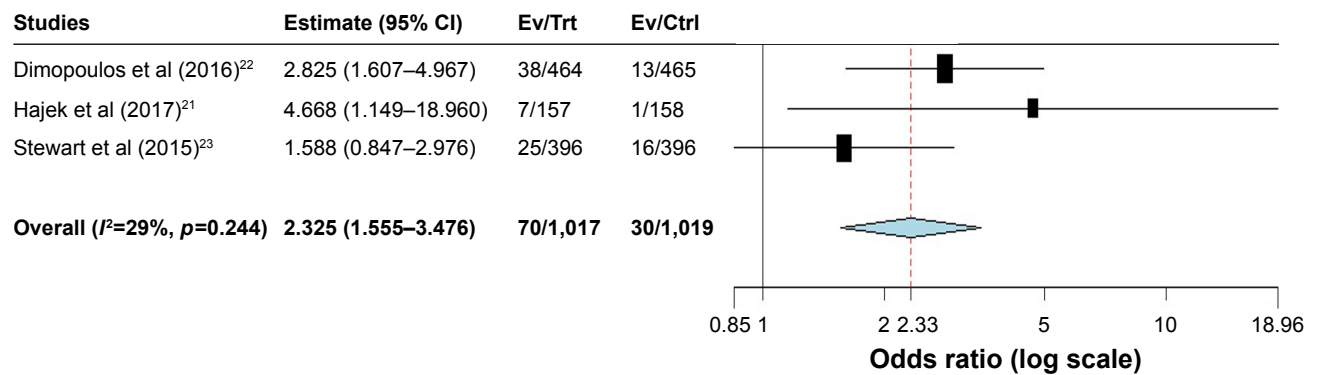 Studies Estimate (95% CI) Ev/Trt Ev/Ctrl
Dimopoulos et al (2016)²² 2.825 (1.607–4.967) 38/464 13/465
Hajek et al (2017)²¹ 4.668 (1.149–18.960) 7/157 1/158
Stewart et al (2015)²³ 1.588 (0.847–2.976) 25/396 16/396
Overall (I²=29%, p=0.244) 2.325 (1.555–3.476) 70/1,017 30/1,019
0.85 1 2 2.33 5 10 18.96
Odds ratio (log scale)